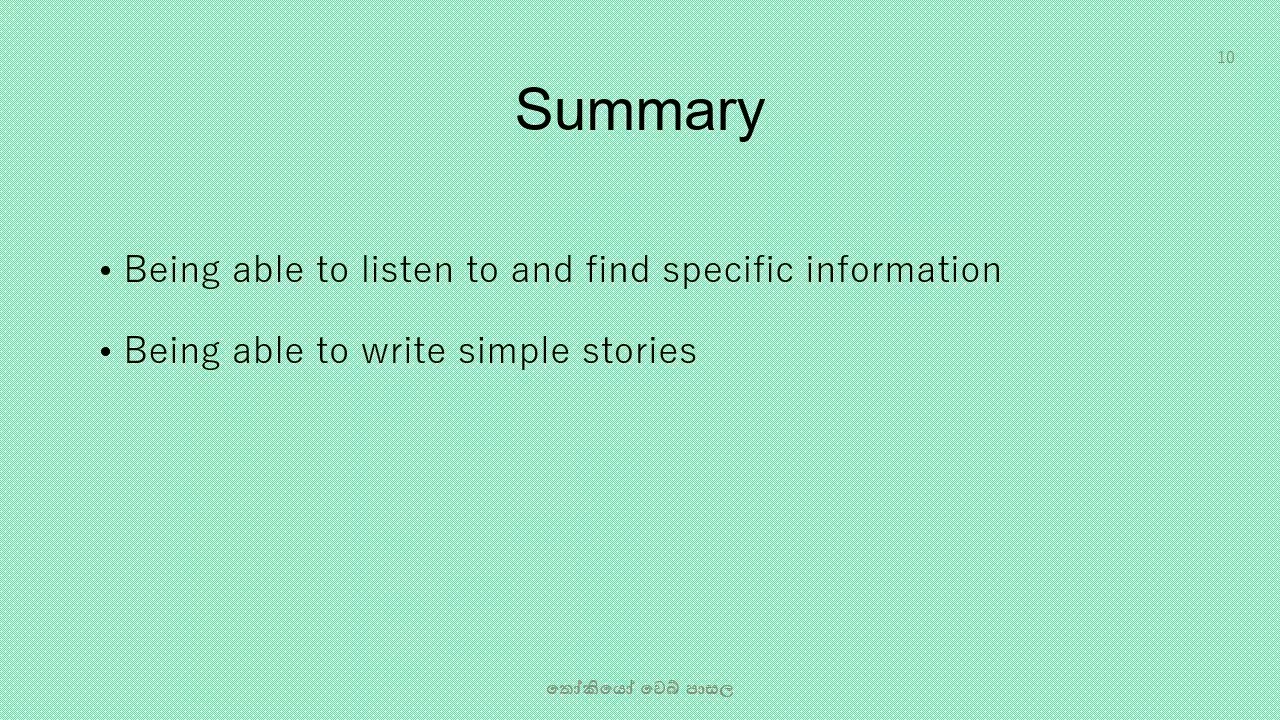 10
Summary
• Being able to listen to and find specific information
• Being able to write simple stories
තෝකියෝ වෙබ් පාසල